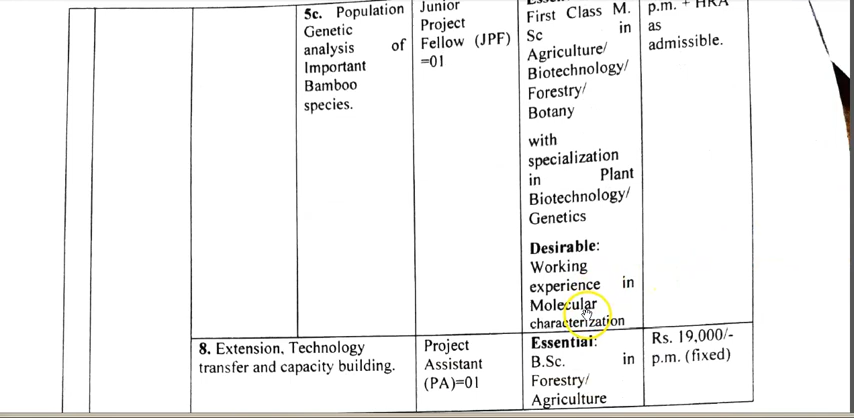 5c. Population
Genetic
analysis of
Important
Bamboo
species.
Junior
Project
Fellow (JPF)
=01
First Class M.
Sc in
Agriculture/
Biotechnology/
Forestry/
Botany
with
specialization
in Plant
Biotechnology/
Genetics
Desirable:
Working
experience in
Molecular
characterization
p.m. + HRA
as
admissible.
8. Extension, Technology
transfer and capacity building.
Project
Assistant
(PA)=01
Essential:
B.Sc. in
Forestry/
Agriculture
Rs. 19,000/-
p.m. (fixed)